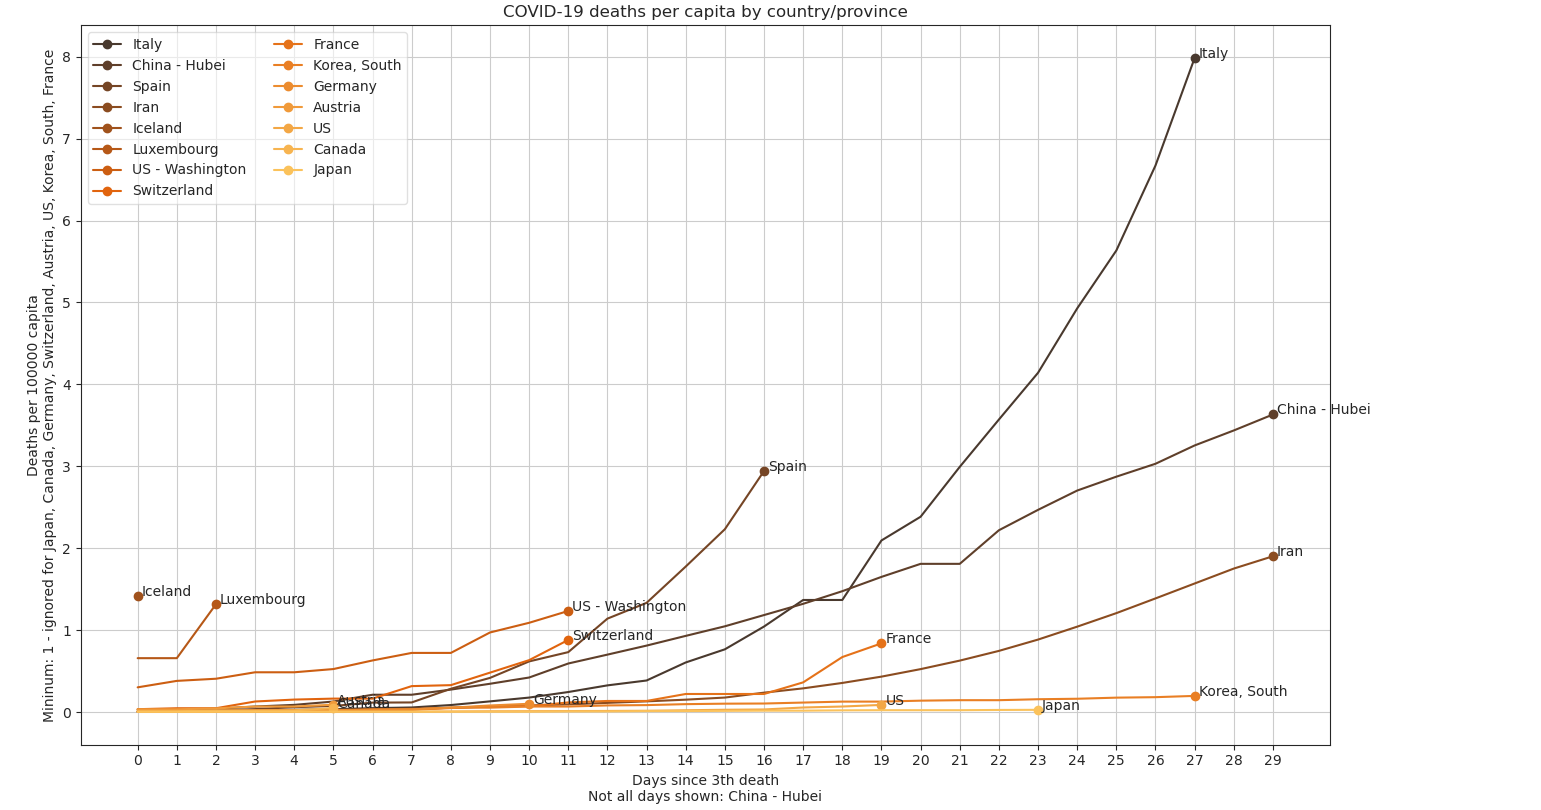 COVID-19 deaths per capita by country/province
Italy
China - Hubei
Spain
Iran
Iceland
Luxembourg
US - Washington
Switzerland
France
Korea, South
Germany
Austria
US
Canada
Japan
Deaths per 100000 capita
Mininum: 1 - ignored for Japan, Canada, Germany, Switzerland, Austria, US, Korea, South, France
8
7
6
5
4
3
2
1
0
Italy
China - Hubei
Spain
Iran
Iceland
Luxembourg
US - Washington
Switzerland
France
Korea, South
Germany
Austria
Canada
US
Japan
0 1 2 3 4 5 6 7 8 9 10 11 12 13 14 15 16 17 18 19 20 21 22 23 24 25 26 27 28 29
Days since 3th death
Not all days shown: China - Hubei